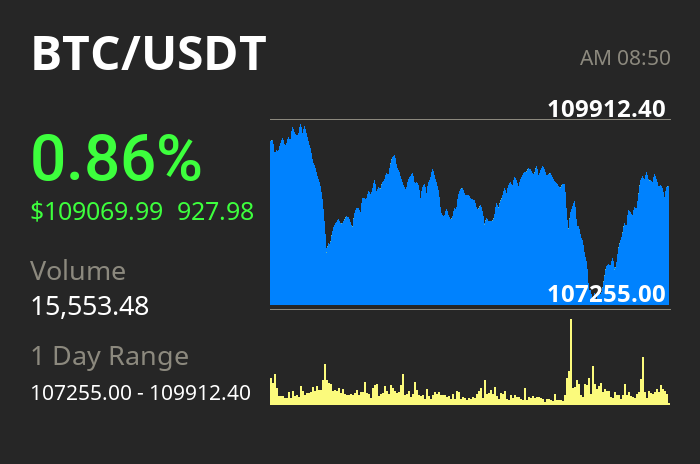 BTC/USDT
AM 08:50
109912.40
0.86%
$109069.99 927.98
Volume
15,553.48
107255.00
1 Day Range
107255.00 - 109912.40